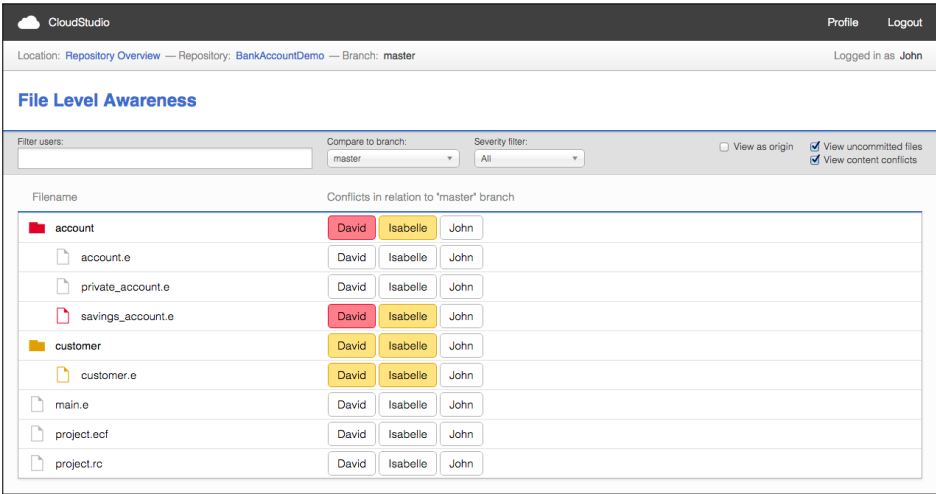 CloudStudio Profile Logout
Location: Repository Overview — Repository: BankAccountDemo — Branch: master Logged in as John
File Level Awareness
Filter users: Compare to branch: Severity filter:
master All View as origin View uncommitted files
View content conflicts
Filename Conflicts in relation to "master" branch
account David Isabelle John
account.e David Isabelle John
private_account.e David Isabelle John
savings_account.e David Isabelle John
customer David Isabelle John
customer.e David Isabelle John
main.e David Isabelle John
project.ecf David Isabelle John
project.rc David Isabelle John